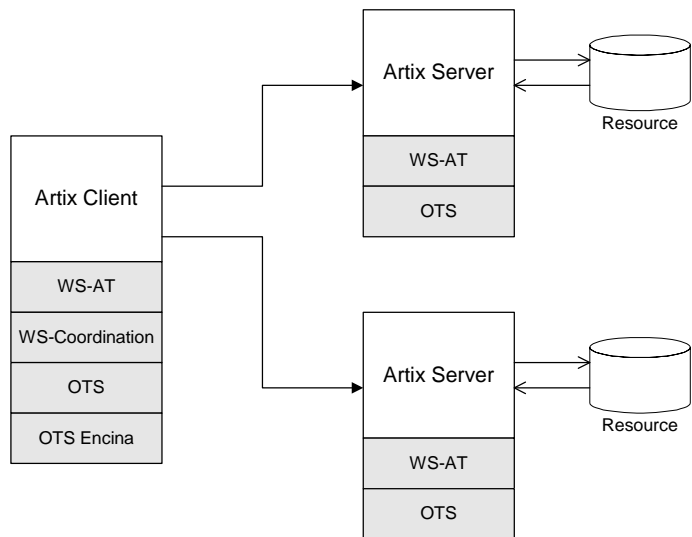 Artix Server
Resource
WS-AT
OTS
Artix Client
WS-AT
WS-Coordination
OTS
OTS Encina
Artix Server
Resource
WS-AT
OTS